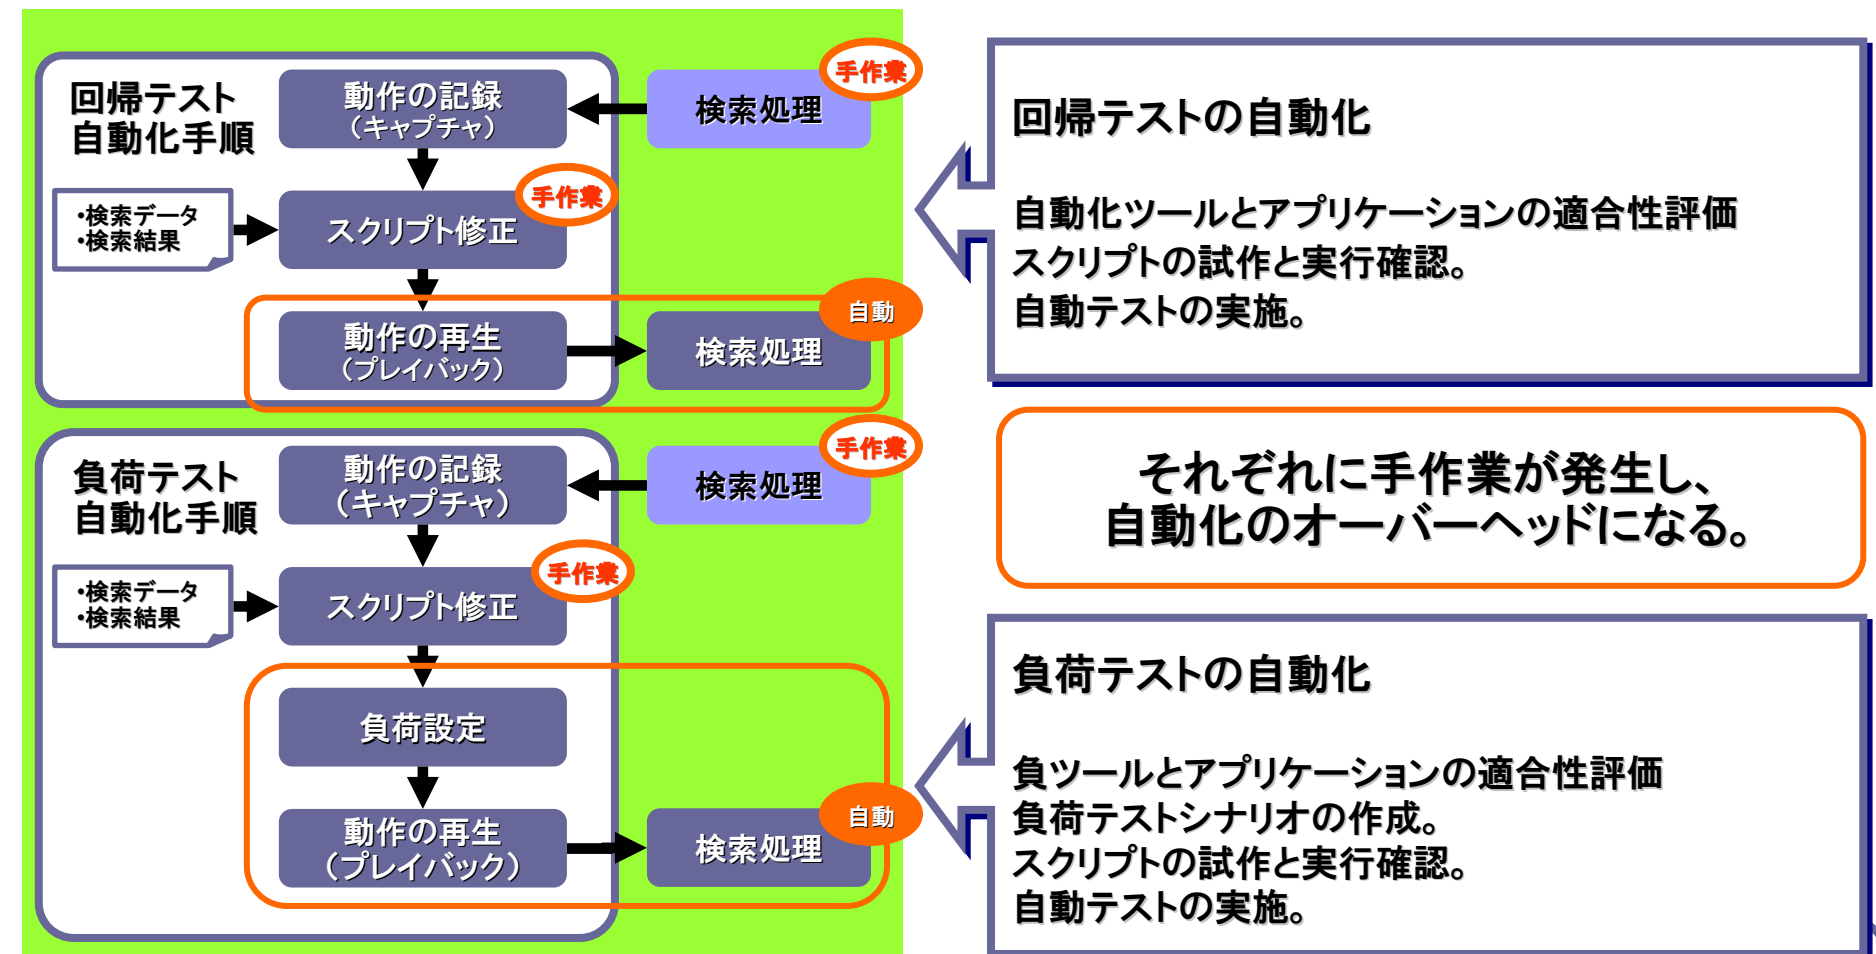 回帰テスト
自動化手順
動作の記録
（キャプチャ）
検索処理
手作業
・検索データ
・検索結果
スクリプト修正
手作業
動作の再生
（プレイバック）
検索処理
自動
負荷テスト
自動化手順
動作の記録
（キャプチャ）
検索処理
手作業
・検索データ
・検索結果
スクリプト修正
手作業
負荷設定
動作の再生
（プレイバック）
検索処理
自動
回帰テストの自動化
自動化ツールとアプリケーションの適合性評価
スクリプトの試作と実行確認。
自動テストの実施。
それぞれに手作業が発生し、
自動化のオーバーヘッドになる。
負荷テストの自動化
負ツールとアプリケーションの適合性評価
負荷テストシナリオの作成。
スクリプトの試作と実行確認。
自動テストの実施。